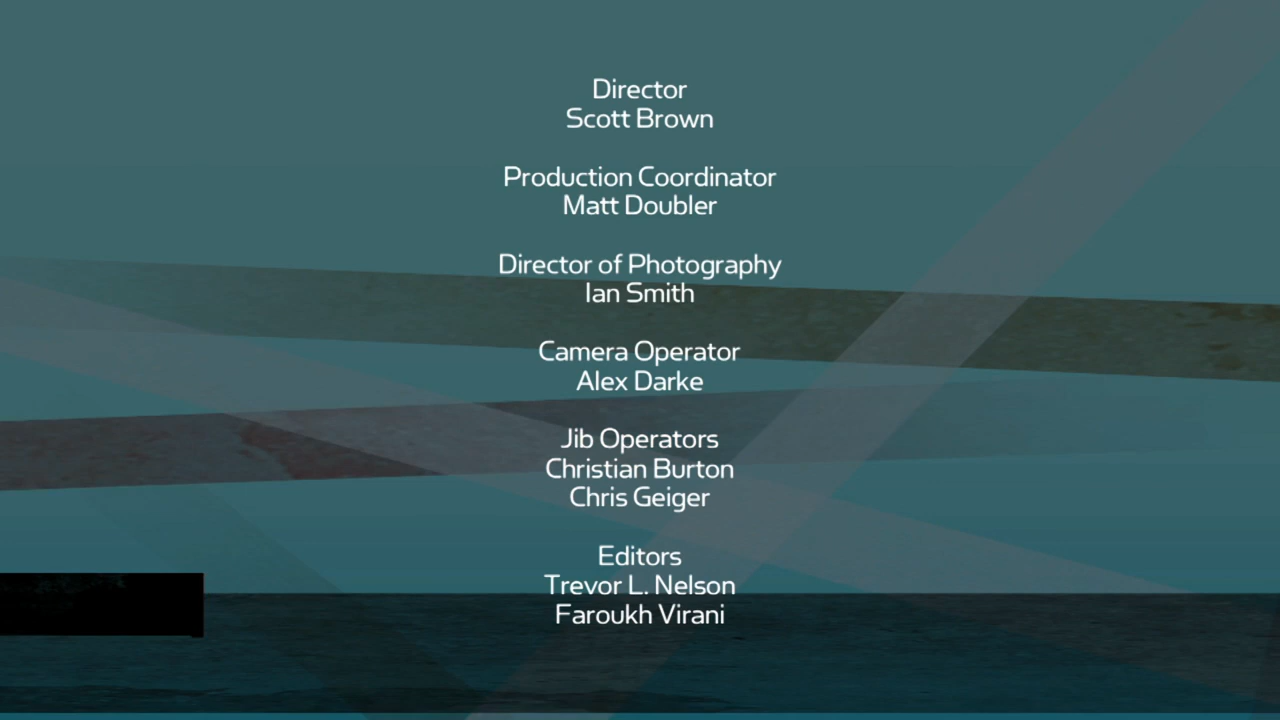 Director
Scott Brown
Production Coordinator
Matt Doubler
Director of Photography
Ian Smith
Camera Operator
Alex Darke
Jib Operators
Christian Burton
Chris Geiger
Editors
Trevor L. Nelson
Faroukh Virani